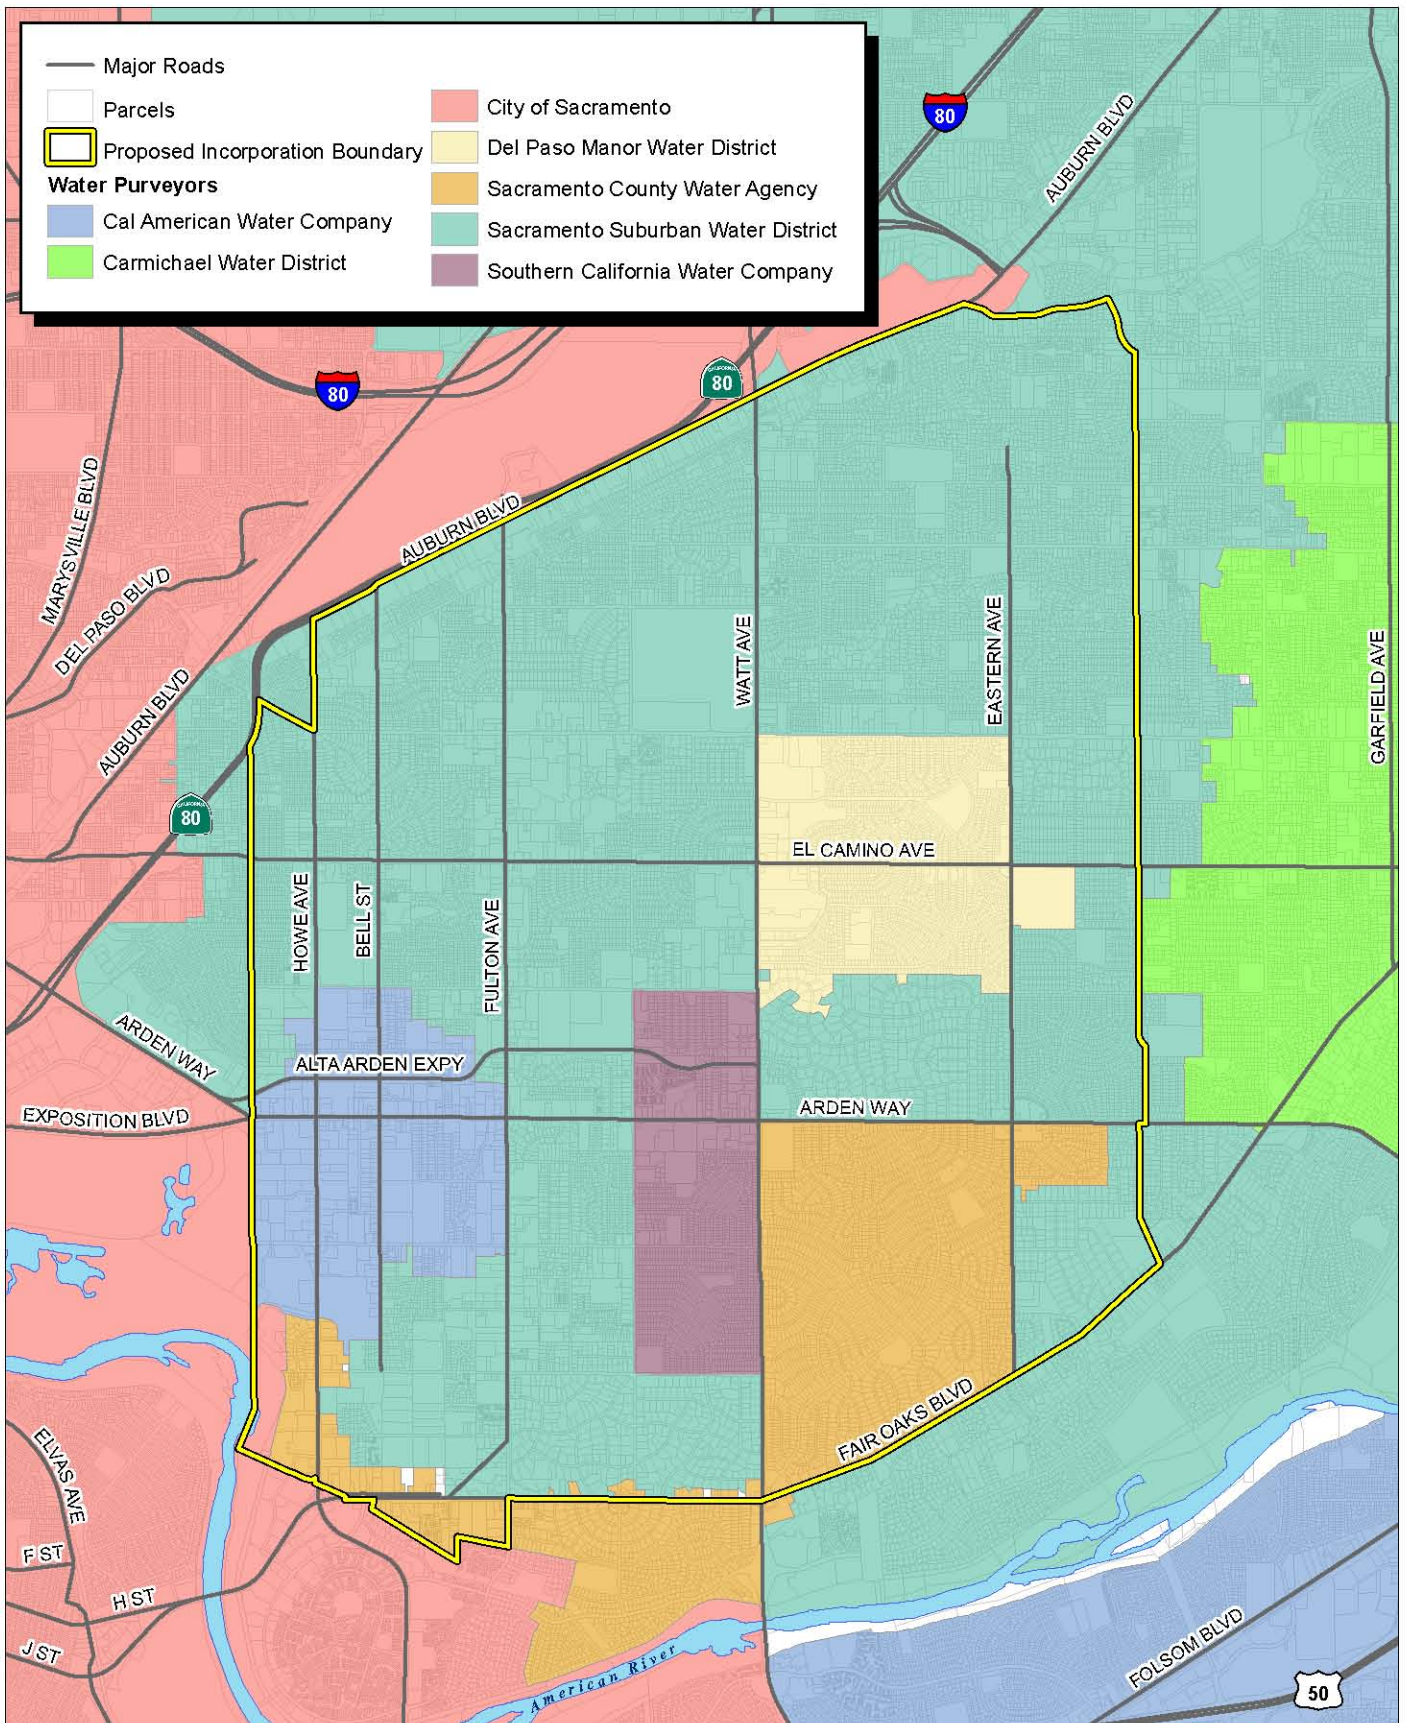 Major Roads
Parcels
Proposed Incorporation Boundary
Water Purveyors
Cal American Water Company
Carmichael Water District
City of Sacramento
Del Paso Manor Water District
Sacramento County Water Agency
Sacramento Suburban Water District
Southern California Water Company
80
AUBURN BLVD
CALIFORNIA
80
80
AUBURN BLVD
MARYSVILLE BLVD
DEL PASO BLVD
AUBURN BLVD
WATT AVE
EASTERN AVE
GARFIELD AVE
CALIFORNIA
80
EL CAMINO AVE
HOWE AVE
BELL ST
FULTON AVE
ARDEN WAY
ALTA ARDEN EXPY
EXPOSITION BLVD
ARDEN WAY
FAIR OAKS BLVD
ELVAS AVE
F ST
H ST
J ST
American River
FOLSOM BLVD
50